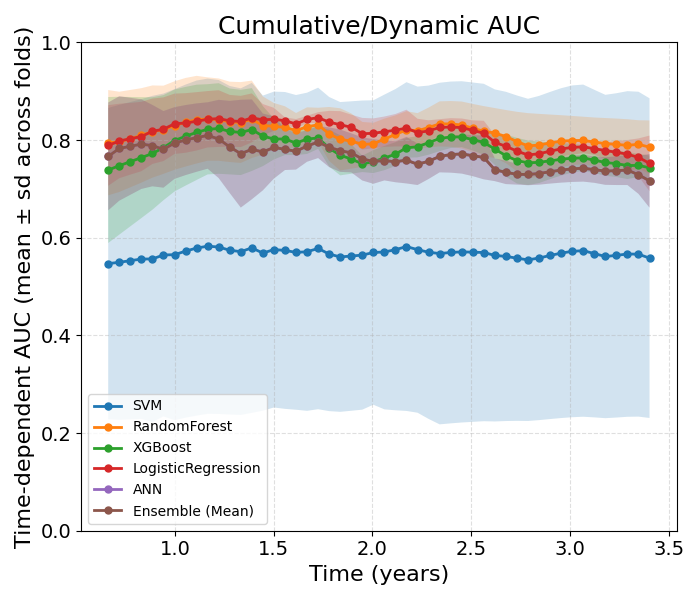 Cumulative/Dynamic AUC
Time-dependent AUC (mean ± sd across folds)
1.0
0.8
0.6
0.4
0.2
0.0
SVM
RandomForest
XGBoost
LogisticRegression
ANN
Ensemble (Mean)
1.0 1.5 2.0 2.5 3.0 3.5
Time (years)